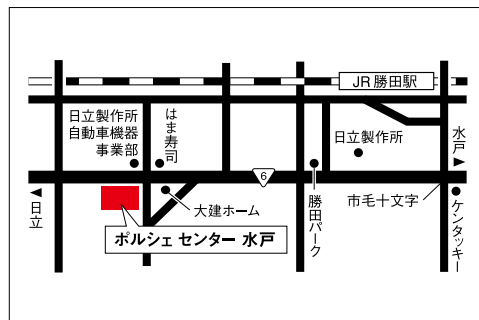 JR 勝田駅
日立製作所
自動車機器
事業部
はま寿司
日立製作所
水戸
6
日立
大建ホーム
勝田パーク
市毛十文字
ケンタッキー
ポルシェ センター 水戸